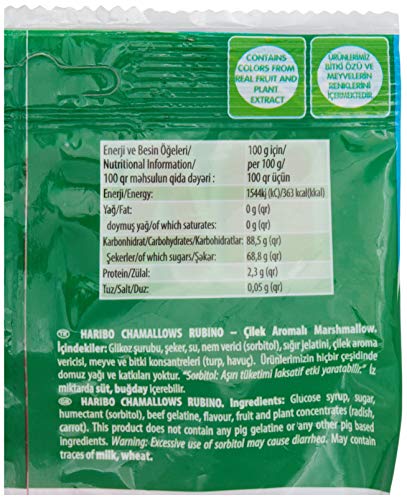 CONTAINS
COLORS FROM
REAL FRUIT AND
PLANT
EXTRACT
ÜRÜNLERİMİZ
BİTKİ ÖZÜ VE
MEYVELERİN
RENKLERİNİ
İÇERMEKTEDİR.
Enerji ve Besin Öğeleri/ 100 g için/
Nutritional Information/ per 100 g/
100 qr məhsulun qida dəyəri : 100 qr üçün
Enerji/Energy: 1544kj (kC)/363 kcal(kkal)
Yağ/Fat: 0 g (qr)
doymuş yağ/of which saturates: 0 g (qr)
Karbonhidrat/Carbohydrates/Karbohidratlar: 88,5 g (qr)
Şekerler/of which sugars/Şəkər: 68,8 g (qr)
Protein/Zülal: 2,3 g (qr)
Tuz/Salt/Duz: 0,05 g (qr)
TR HARIBO CHAMALLOWS RUBINO – Çilek Aromalı Marshmallow.
İçindekiler: Glikoz şurubu, şeker, su, nem verici (sorbitol), sığır jelatini, çilek aroma
vericisi, meyve ve bitki konsantreleri (turp, havuç). Ürünlerimizin hiçbir çeşidinde
domuz yağı ve katkıları yoktur. "Sorbitol: Aşırı tüketimi laksatif etki yaratabilir." İz
miktarda süt, buğday içerebilir.
GB HARIBO CHAMALLOWS RUBINO. Ingredients: Glucose syrup, sugar,
humectant (sorbitol), beef gelatine, flavour, fruit and plant concentrates (radish,
carrot). This product does not contain any pig gelatine or any other pig based
ingredients. Warning: Excessive use of sorbitol may cause diarrhea. May contain
traces of milk, wheat.